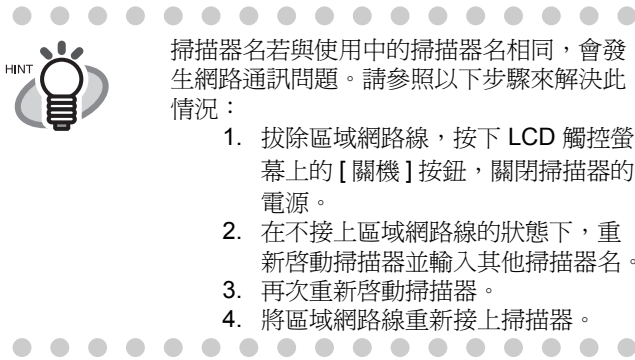 HINT
掃描器名若與使用中的掃描器名相同，會發
生網路通訊問題。請參照以下步驟來解決此
情況：
1. 拔除區域網路線，按下 LCD 觸控螢
幕上的 [ 關機 ] 按鈕，關閉掃描器的
電源。
2. 在不接上區域網路線的狀態下，重
新啓動掃描器並輸入其他掃描器名。
3. 再次重新啓動掃描器。
4. 將區域網路線重新接上掃描器。